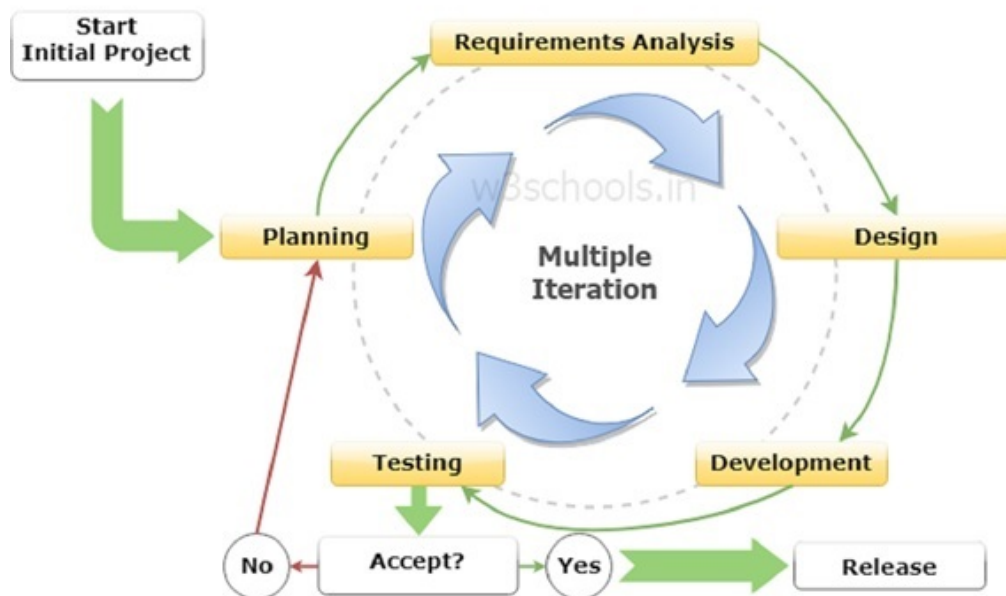 Start
Initial Project
Requirements Analysis
w3schools.in
Planning
Multiple
Iteration
Design
Testing
Development
No
Accept?
Yes
Release